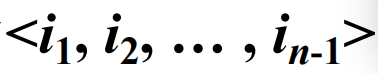 <i₁, i₂, … , iₙ₋₁>